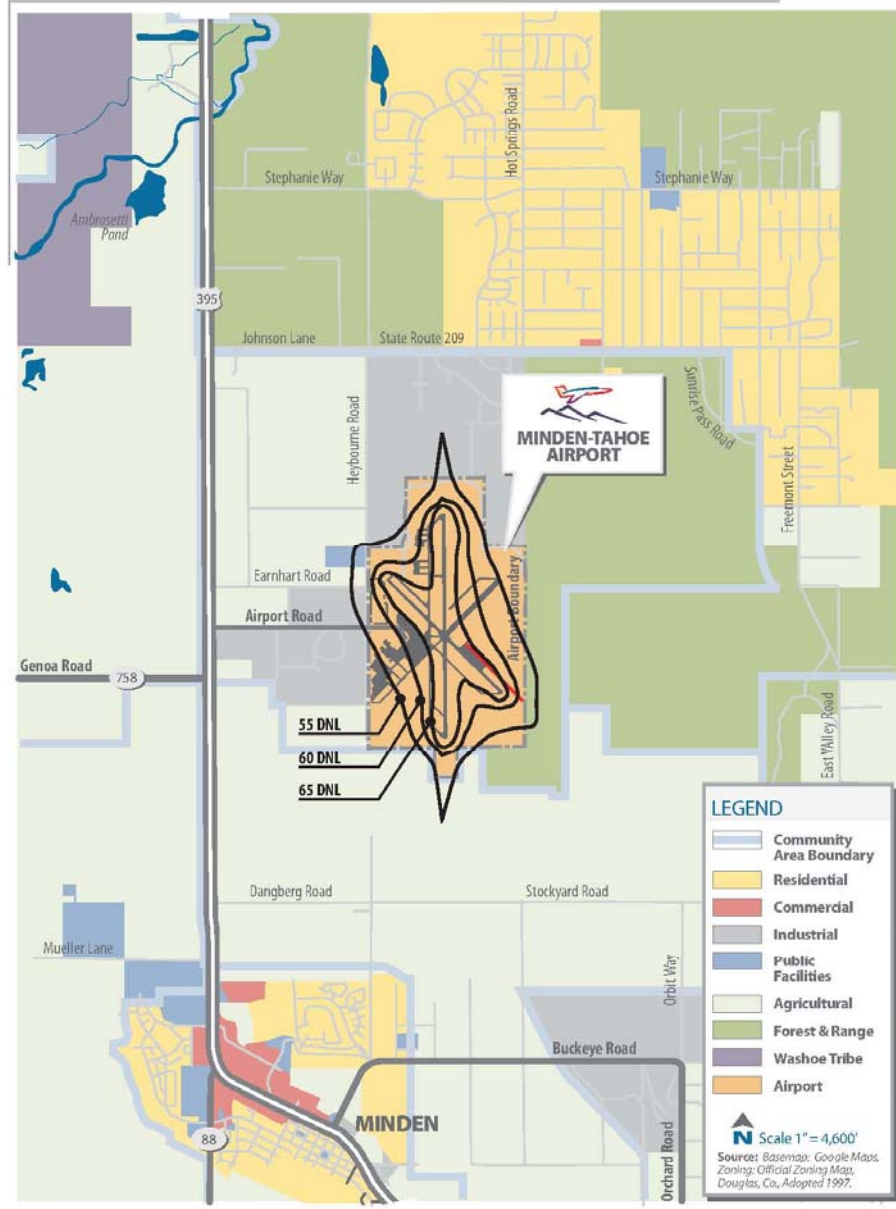 Stephanie Way
Hot Springs Road
Stephanie Way
Ambrosetti
Pond
395
Johnson Lane
State Route 209
Sunrise Pass Road
MINDEN-TAHOE
AIRPORT
Heybourne Road
Freemont Street
Earnhart Road
Airport Boundary
Airport Road
Genoa Road
758
55 DNL
60 DNL
65 DNL
East VAlley Road
Dangberg Road
Stockyard Road
Mueller Lane
Orbit Way
Buckeye Road
MINDEN
88
Orchard Road
LEGEND
Community
Area Boundary
Residential
Commercial
Industrial
Public
Facilities
Agricultural
Forest & Range
Washoe Tribe
Airport
N Scale 1" = 4,600'
Source: Basemap: Google Maps.
Zoning: Official Zoning Map,
Douglas, Co., Adopted 1997.